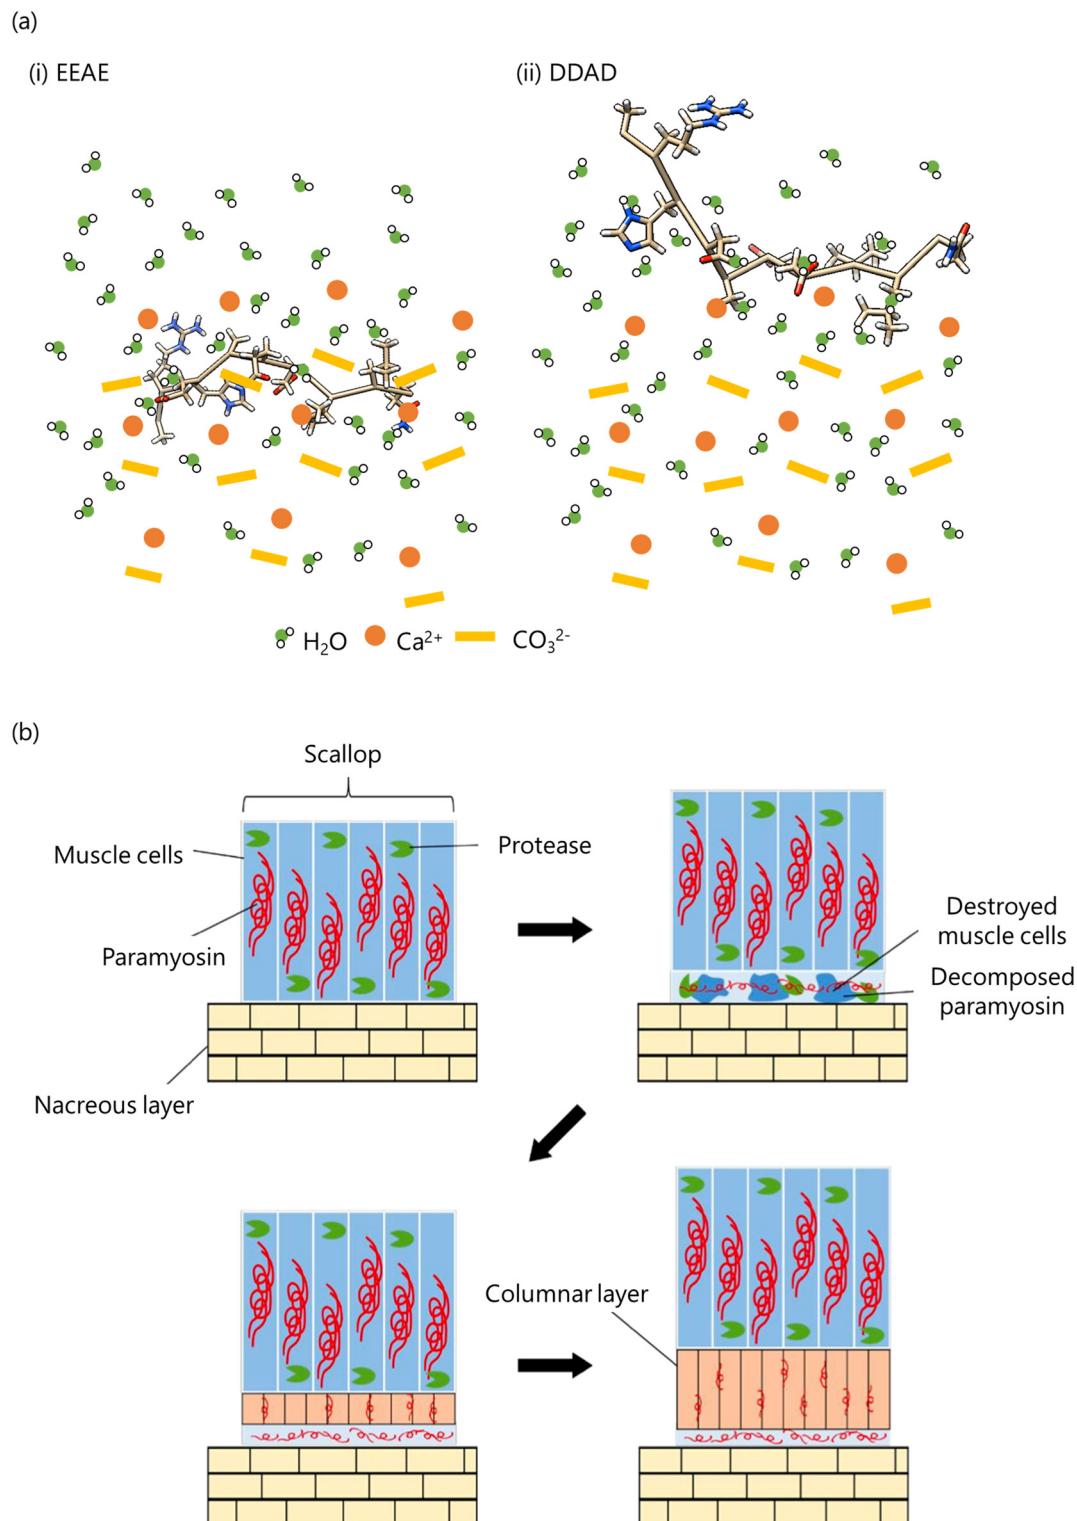 (a)
(i) EEAE
(ii) DDAD
H₂O
Ca²⁺
CO₃²⁻
(b)
Scallop
Muscle cells
Protease
Paramyosin
Destroyed
muscle cells
Decomposed
paramyosin
Nacreous layer
Columnar layer